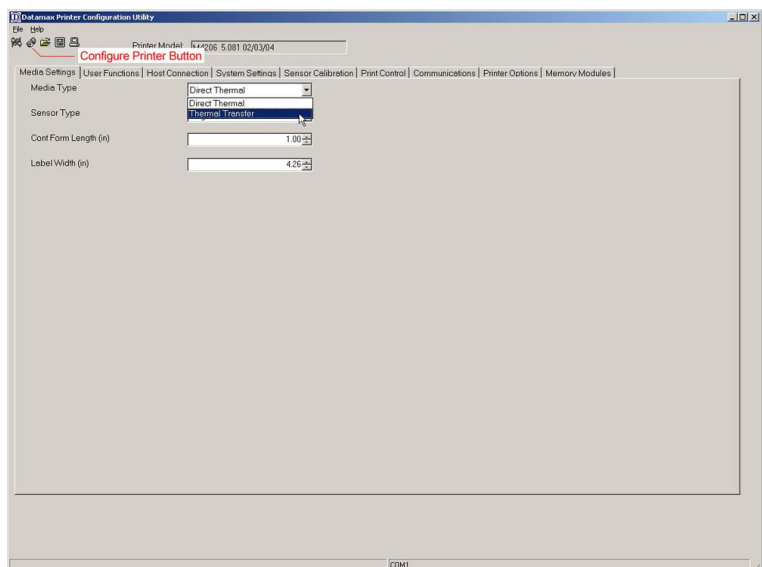 Datamax Printer Configuration Utility
File Help
Printer Model: M4206 5.081 02/03/04
Configure Printer Button
Media Settings User Functions Host Connection System Settings Sensor Calibration Print Control Communications Printer Options Memory Modules
Media Type Direct Thermal
Direct Thermal
Sensor Type Thermal Transfer
Cont Form Length (in) 1.00
Label Width (in) 4.26
COM1